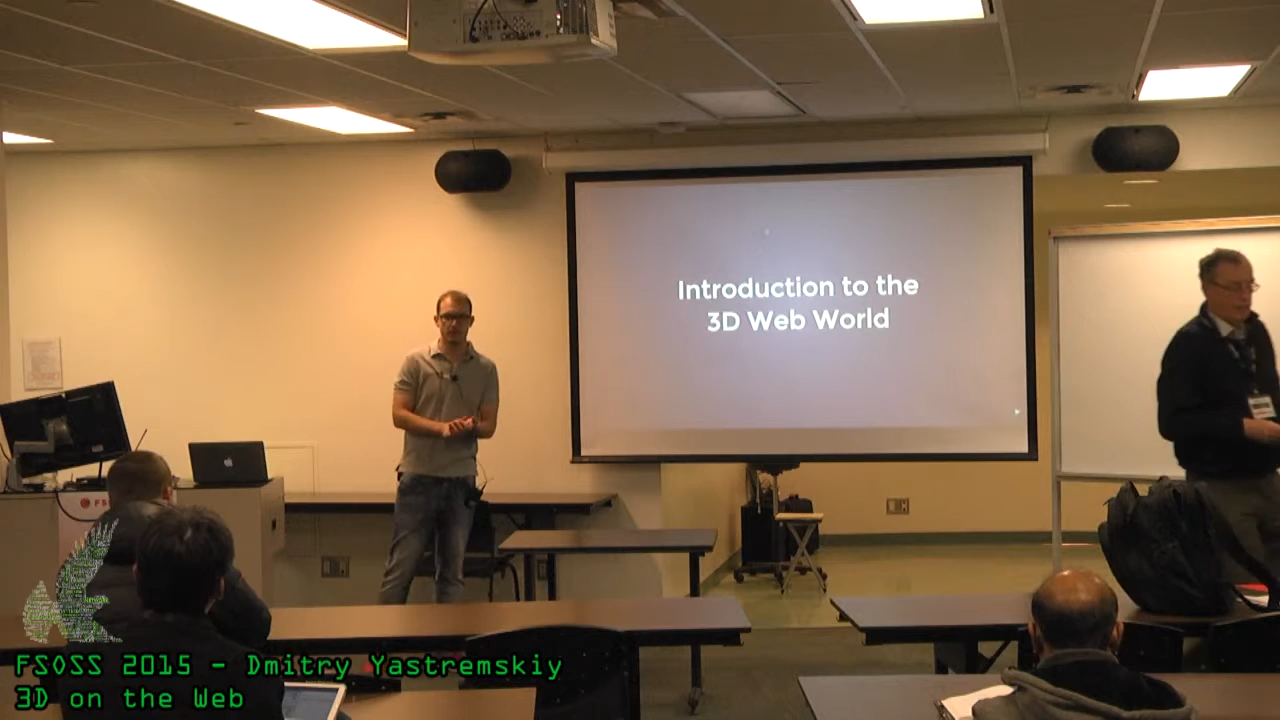 Introduction to the
3D Web World
FSOSS 2015 - Dmitry Yastremskiy
3D on the Web